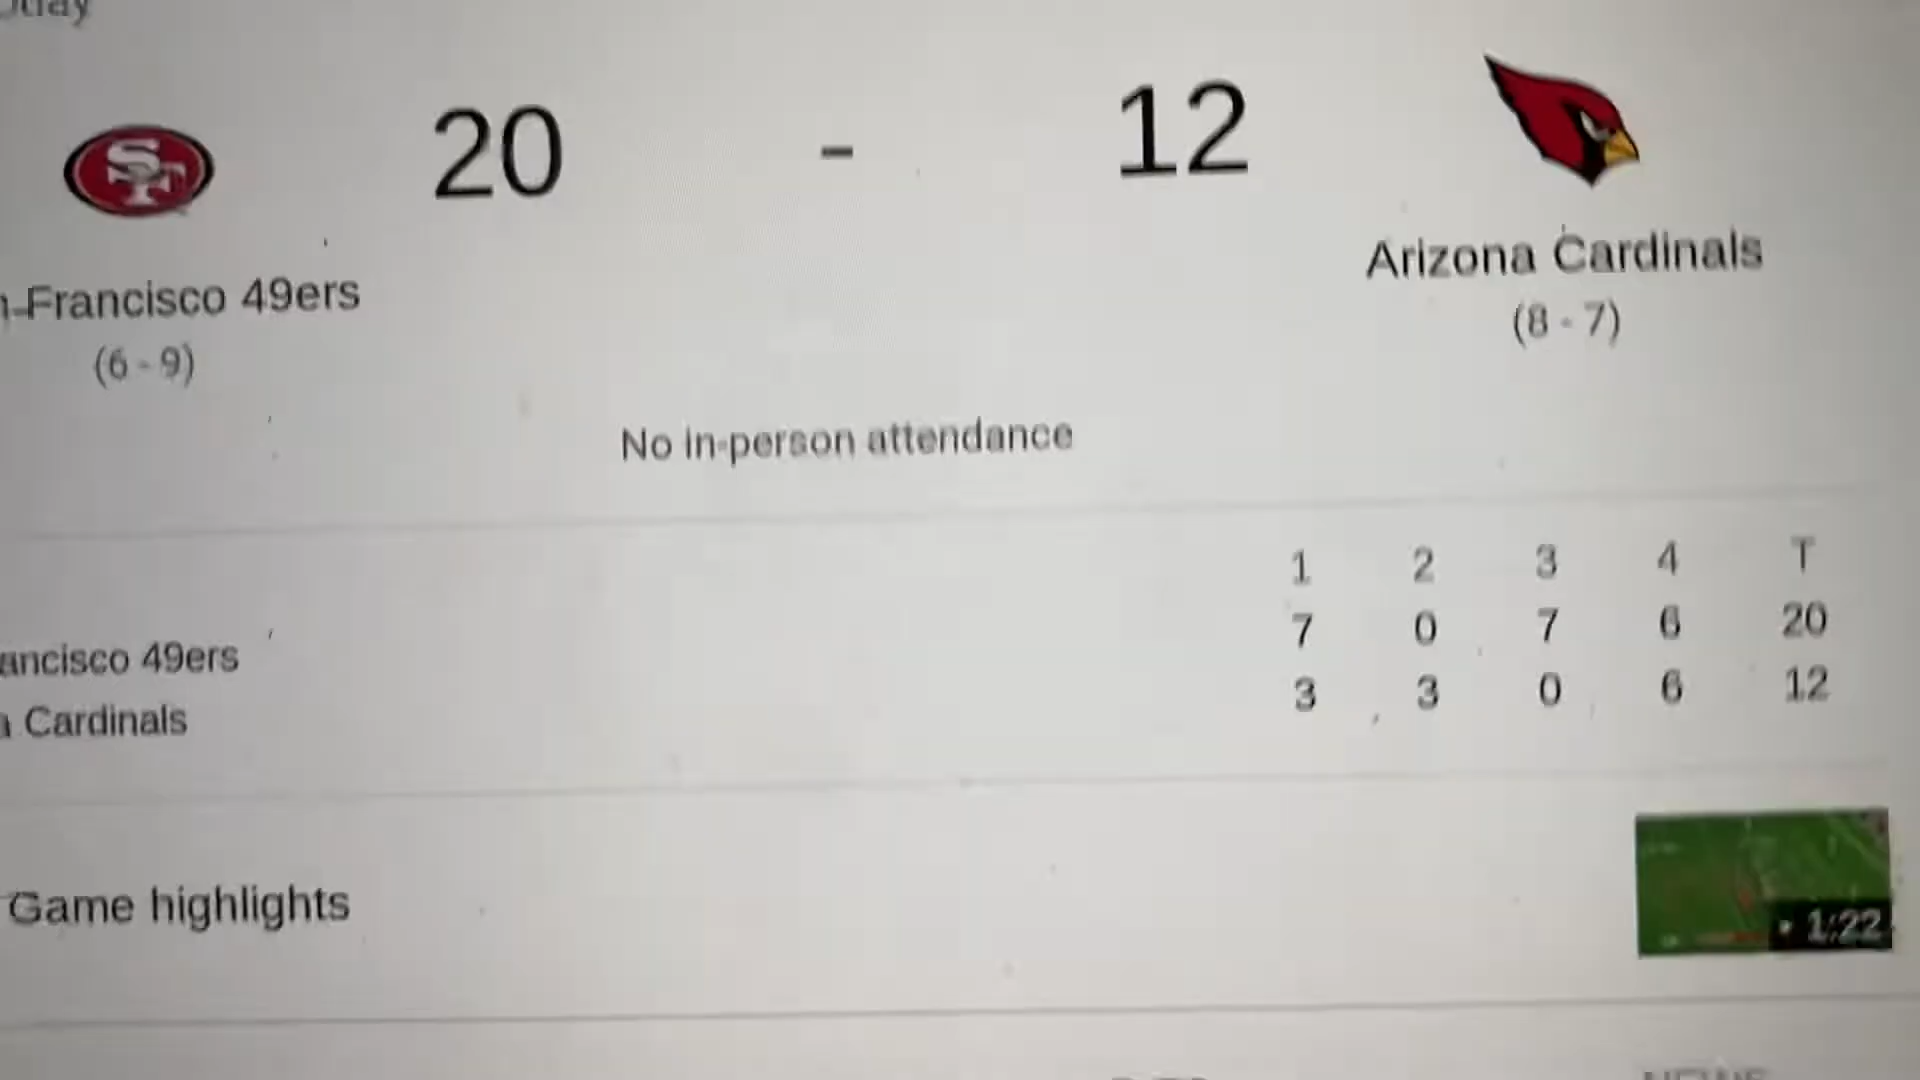 20 - 12
Francisco 49ers
Arizona Cardinals
(6 - 9)
(8 - 7)
No in-person attendance
1 2 3 4 T
ancisco 49ers 7 0 7 6 20
a Cardinals 3 3 0 6 12
Game highlights
1:22